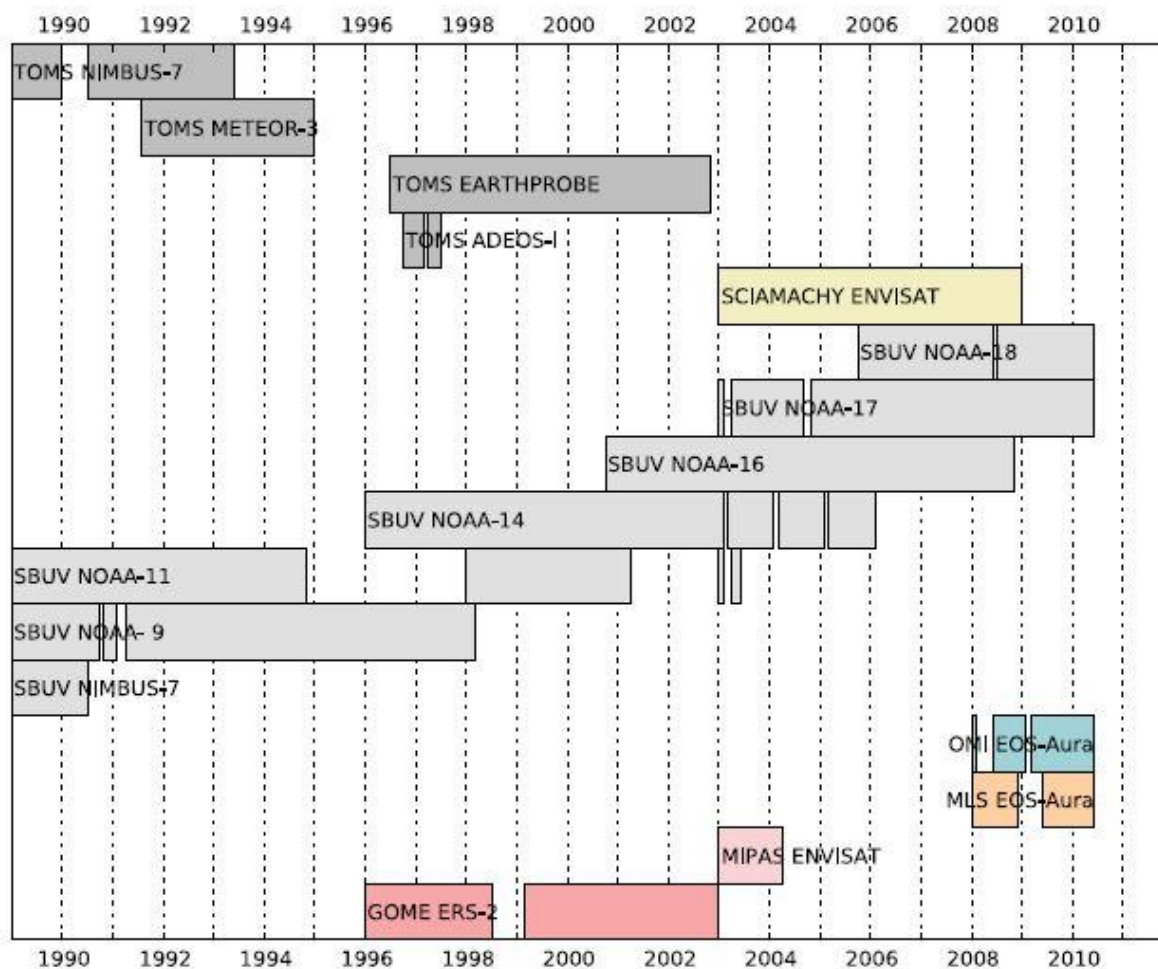 1990 1992 1994 1996 1998 2000 2002 2004 2006 2008 2010
TOMS NIMBUS-7
TOMS METEOR-3
TOMS EARTHPROBE
TOMS ADEOS-I
SCIAMACHY ENVISAT
SBUV NOAA-18
SBUV NOAA-17
SBUV NOAA-16
SBUV NOAA-14
SBUV NOAA-11
SBUV NOAA- 9
SBUV NIMBUS-7
OMI EOS-Aura
MLS EOS-Aura
MIPAS ENVISAT
GOME ERS-2
1990 1992 1994 1996 1998 2000 2002 2004 2006 2008 2010